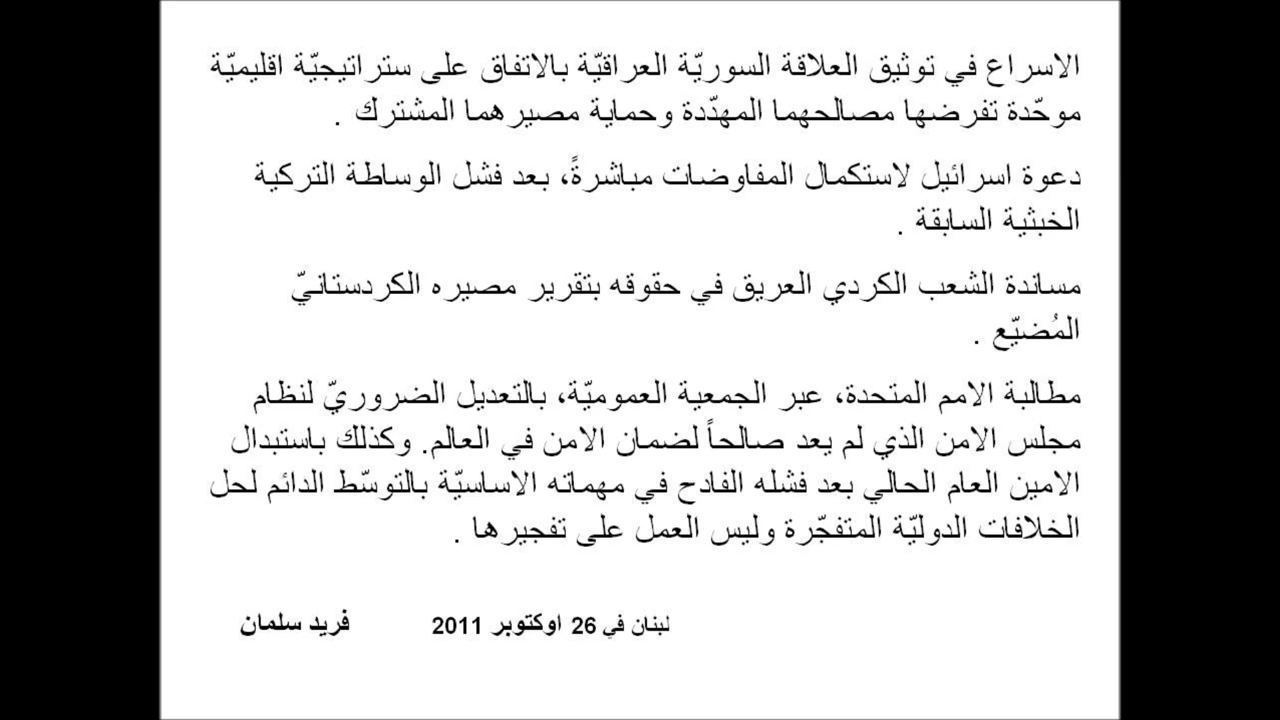 الاسراع في توثيق العلاقة السوريّة العراقيّة بالاتفاق على ستراتيجيّة اقليميّة
موحّدة تفرضها مصالحهما المهدّدة وحماية مصيرهما المشترك .
دعوة اسرائيل لاستكمال المفاوضات مباشرةً، بعد فشل الوساطة التركية
الخبثية السابقة .
مساندة الشعب الكردي العريق في حقوقه بتقرير مصيره الكردستانيّ
المُضيّع .
مطالبة الامم المتحدة، عبر الجمعية العموميّة، بالتعديل الضروريّ لنظام
مجلس الامن الذي لم يعد صالحاً لضمان الامن في العالم. وكذلك باستبدال
الامين العام الحالي بعد فشله الفادح في مهماته الاساسيّة بالتوسّط الدائم لحل
الخلافات الدوليّة المتفجّرة وليس العمل على تفجيرها .
لبنان في 26 اوكتوبر 2011 فريد سلمان